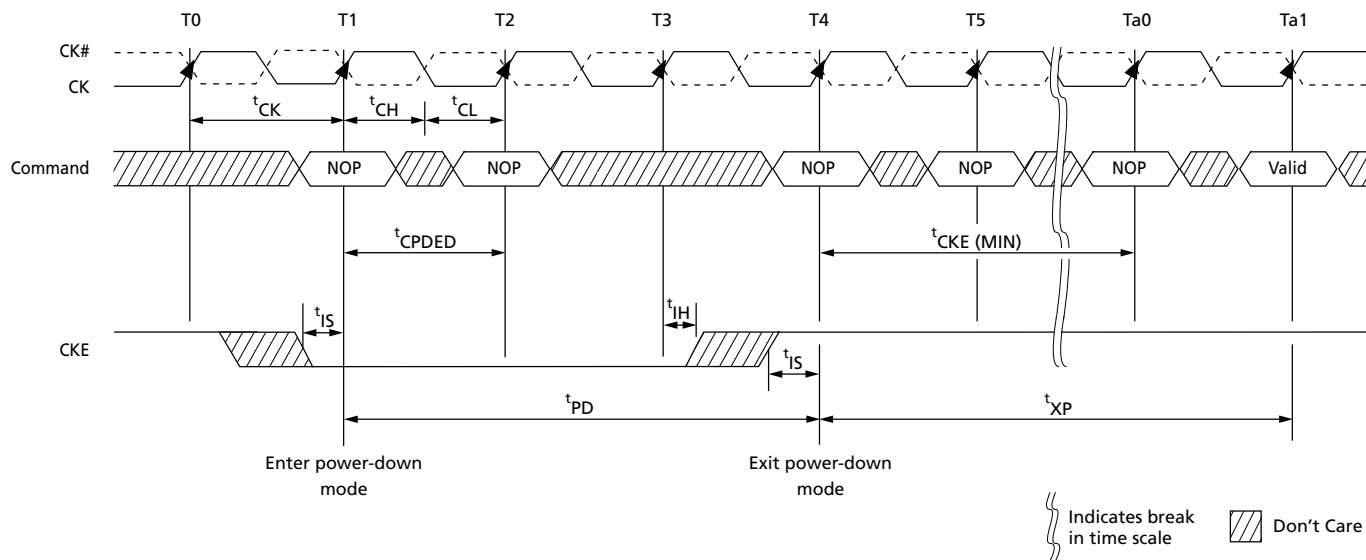 T0 T1 T2 T3 T4 T5 Ta0 Ta1
CK#
CK
tCK tCH tCL
Command NOP NOP NOP NOP NOP Valid
tCPDED tCKE (MIN)
tIS tIH
CKE
tIS
tPD tXP
Enter power-down
mode
Exit power-down
mode
Indicates break
in time scale
Don't Care